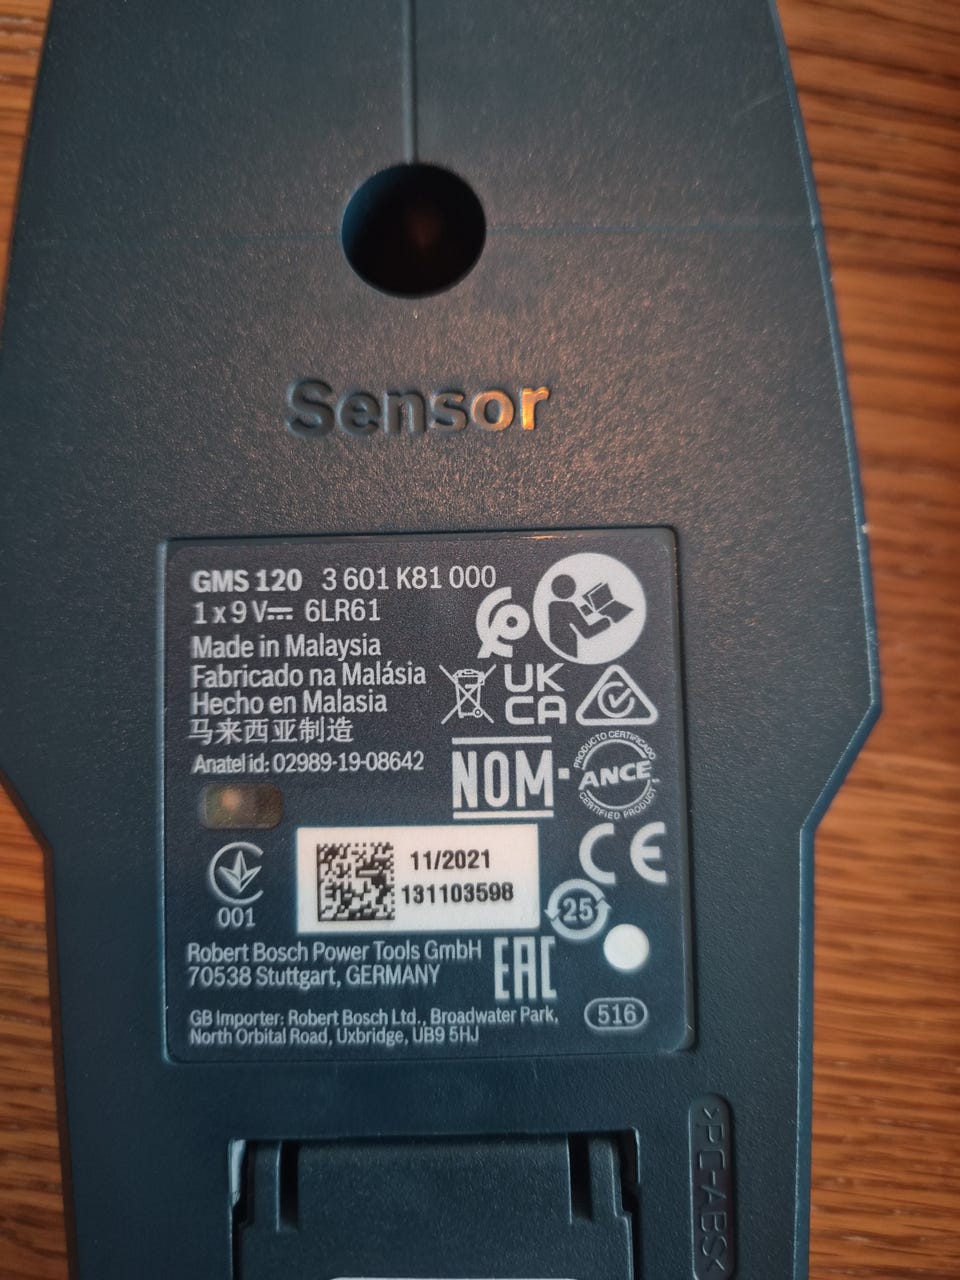 Sensor
GMS 120 3 601 K81 000
1 x 9 V⎓ 6LR61
Made in Malaysia
Fabricado na Malásia
Hecho en Malasia
马来西亚制造
Anatel id: 02989-19-08642
UK
CA
NOM-
PRODUCTO CERTIFICADO
ANCE
CERTIFIED PRODUCT
CE
001
11/2021
131103598
25
Robert Bosch Power Tools GmbH
70538 Stuttgart, GERMANY
EAC
GB Importer: Robert Bosch Ltd., Broadwater Park,
North Orbital Road, Uxbridge, UB9 5HJ
516
>PC-ABS<